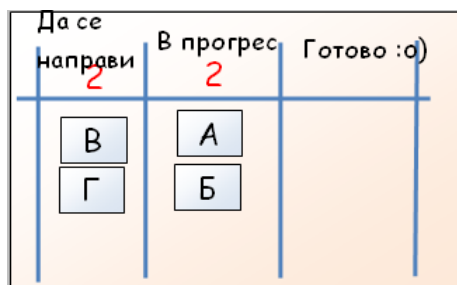 Да се
направи
2
В прогрес
2
Готово :о)
В
Г
А
Б